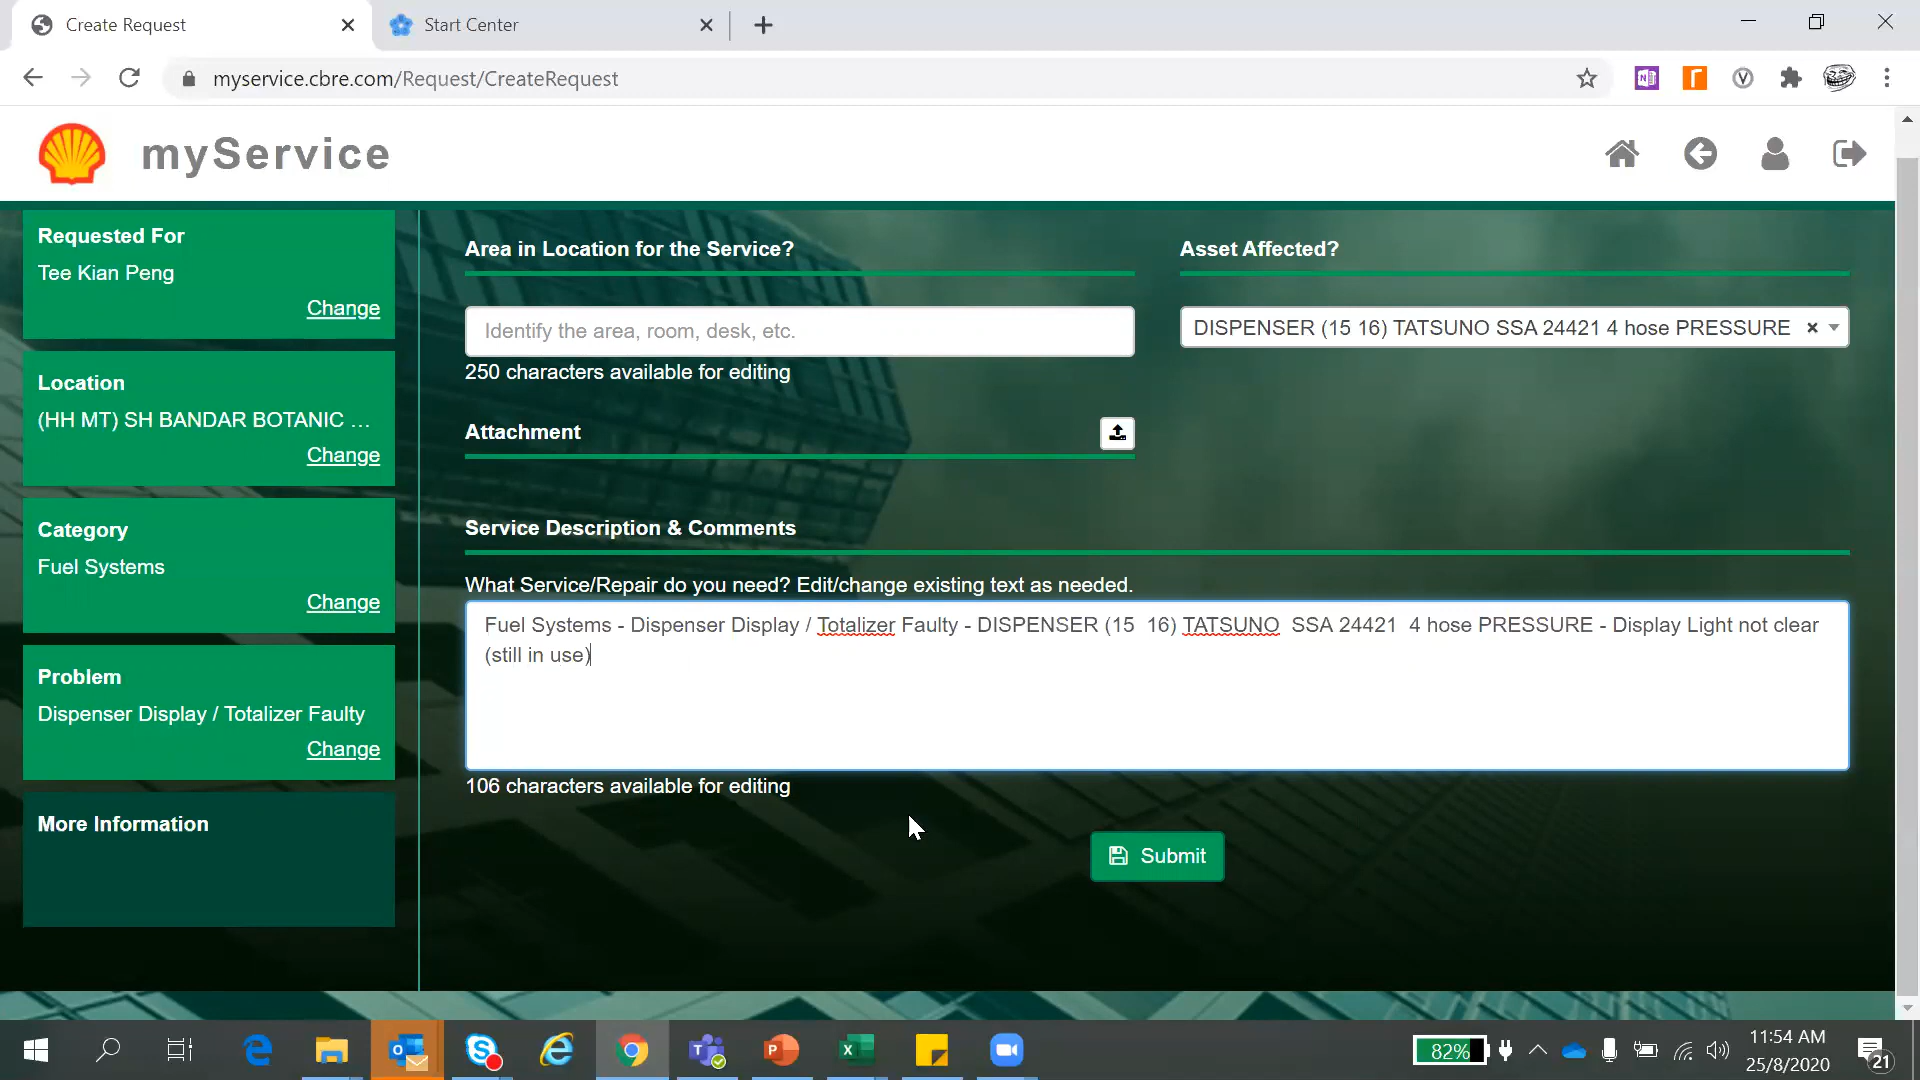 Create Request
Start Center
myservice.cbre.com/Request/CreateRequest
myService
Requested For
Tee Kian Peng
Change
Location
(HH MT) SH BANDAR BOTANIC ...
Change
Category
Fuel Systems
Change
Problem
Dispenser Display / Totalizer Faulty
Change
More Information
Area in Location for the Service?
Identify the area, room, desk, etc.
250 characters available for editing
Asset Affected?
DISPENSER (15 16) TATSUNO SSA 24421 4 hose PRESSURE
Attachment
Service Description & Comments
What Service/Repair do you need? Edit/change existing text as needed.
Fuel Systems - Dispenser Display / Totalizer Faulty - DISPENSER (15  16) TATSUNO  SSA 24421  4 hose PRESSURE - Display Light not clear
(still in use)
106 characters available for editing
Submit
82%
11:54 AM
25/8/2020
21